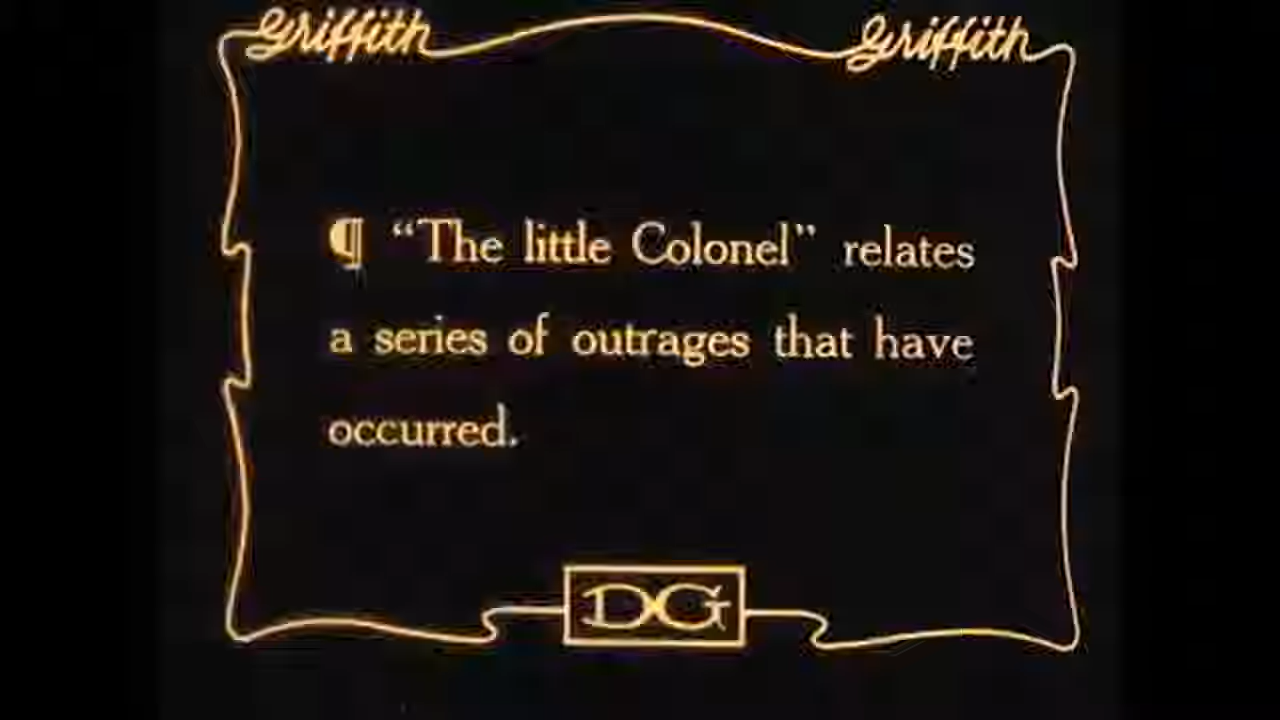 Griffith Griffith
¶ “The little Colonel” relates
a series of outrages that have
occurred.
DG